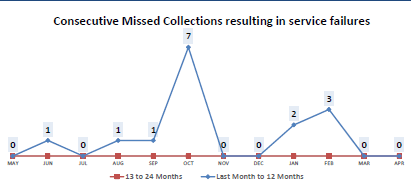 Consecutive Missed Collections resulting in service failures
7
3
2
1 1 1
0 0 0 0 0 0
MAY JUN JUL AUG SEP OCT NOV DEC JAN FEB MAR APR
13 to 24 Months Last Month to 12 Months